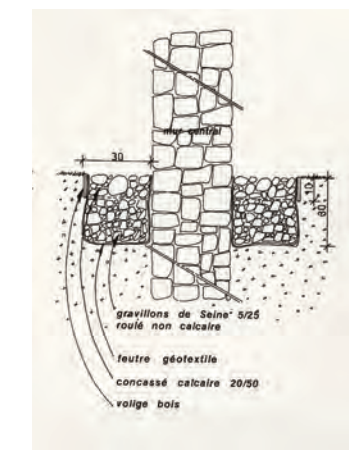 mur central
30
10
60
gravillons de Seine 5/25
roulé non calcaire
feutre géotextile
concassé calcaire 20/50
volige bois